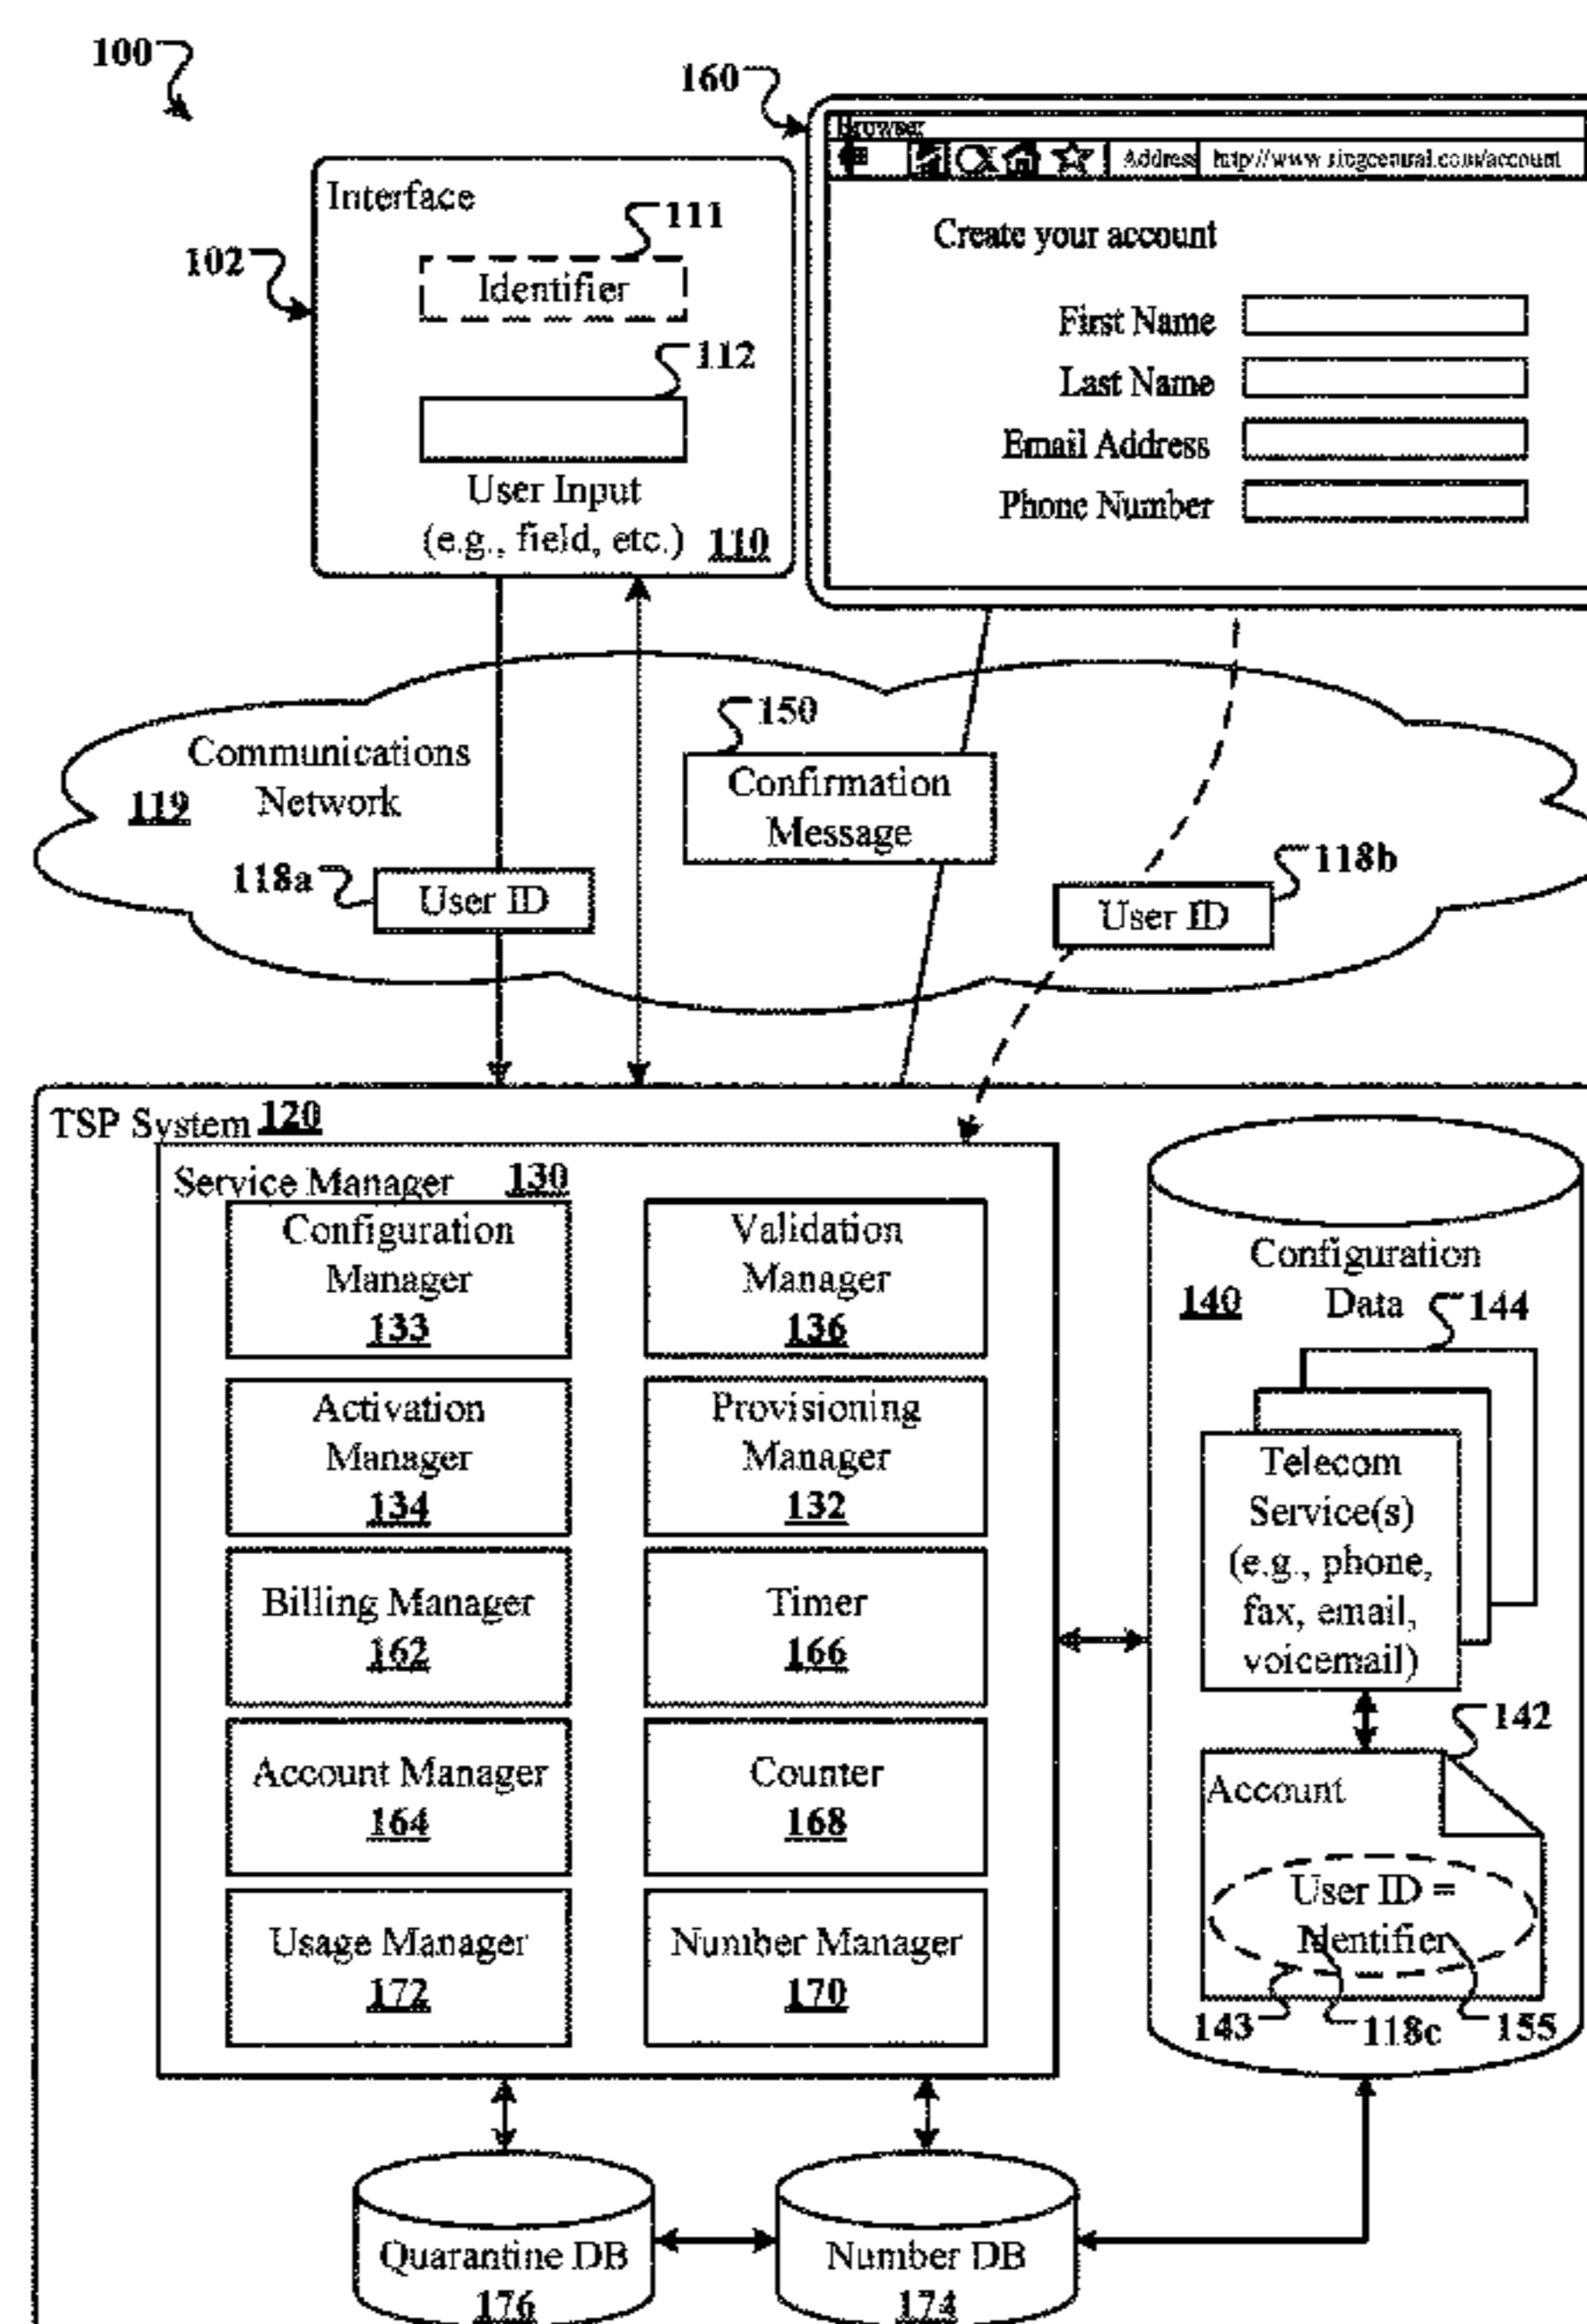 100
160
Browser
Address http://www.ringcentral.com/account
Interface
111
102
Identifier
Create your account
First Name
112
Last Name
Email Address
User Input
Phone Number
(e.g., field, etc.) 110
150
Communications
Network
119
Confirmation
Message
118a
User ID
118b
User ID
TSP System 120
Service Manager 130
Configuration
Manager
133
Validation
Manager
136
Activation
Manager
134
Provisioning
Manager
132
Billing Manager
162
Timer
166
Account Manager
164
Counter
168
Usage Manager
172
Number Manager
170
Configuration
Data
140
144
Telecom
Service(s)
(e.g., phone,
fax, email,
voicemail)
142
Account
User ID =
Identifier
143
118c
155
Quarantine DB
176
Number DB
174